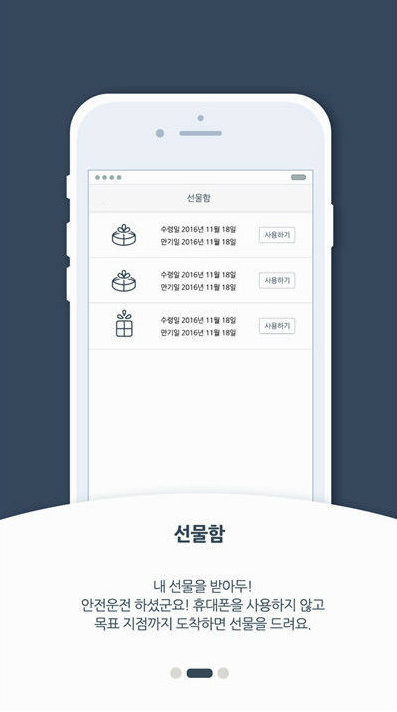 선물함
수령일 2016년 11월 18일
만기일 2016년 11월 18일
사용하기
수령일 2016년 11월 18일
만기일 2016년 11월 18일
사용하기
수령일 2016년 11월 18일
만기일 2016년 11월 18일
사용하기
선물함
내 선물을 받아두!
안전운전 하셨군요! 휴대폰을 사용하지 않고
목표 지점까지 도착하면 선물을 드려요.